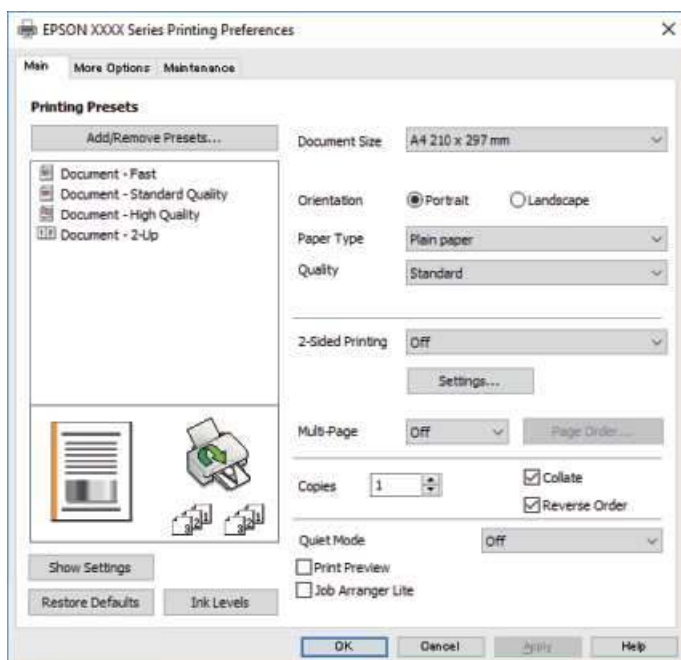 EPSON XXXX Series Printing Preferences
Main More Options Maintenance
Printing Presets
Add/Remove Presets...
Document - Fast
Document - Standard Quality
Document - High Quality
Document - 2-Up
Show Settings
Restore Defaults Ink Levels
Document Size A4 210 x 297 mm
Orientation Portrait Landscape
Paper Type Plain paper
Quality Standard
2-Sided Printing Off
Settings...
Multi-Page Off Page Order...
Copies 1 Collate
Reverse Order
Quiet Mode Off
Print Preview
Job Arranger Lite
OK Cancel Apply Help